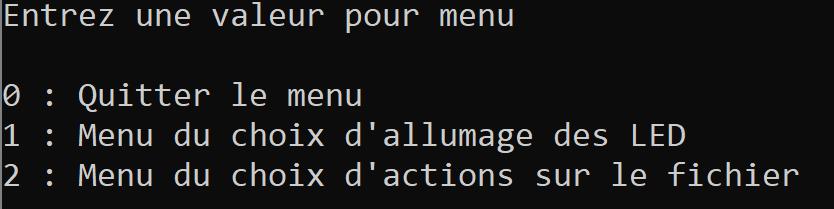 Entrez une valeur pour menu
0 : Quitter le menu
1 : Menu du choix d'allumage des LED
2 : Menu du choix d'actions sur le fichier